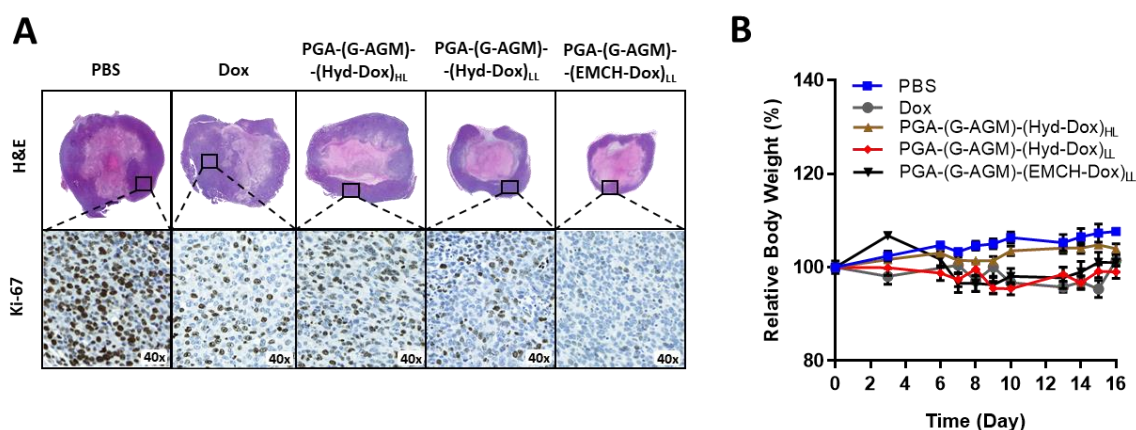 A
PBS
Dox
PGA-(G-AGM)-
-(Hyd-Dox)HL
PGA-(G-AGM)-
-(Hyd-Dox)LL
PGA-(G-AGM)-
-(EMCH-Dox)LL
H&E
Ki-67
40x
40x
40x
40x
40x
B
Relative Body Weight (%)
140
120
100
80
PBS
Dox
PGA-(G-AGM)-(Hyd-Dox)HL
PGA-(G-AGM)-(Hyd-Dox)LL
PGA-(G-AGM)-(EMCH-Dox)LL
0 2 4 6 8 10 12 14 16
Time (Day)